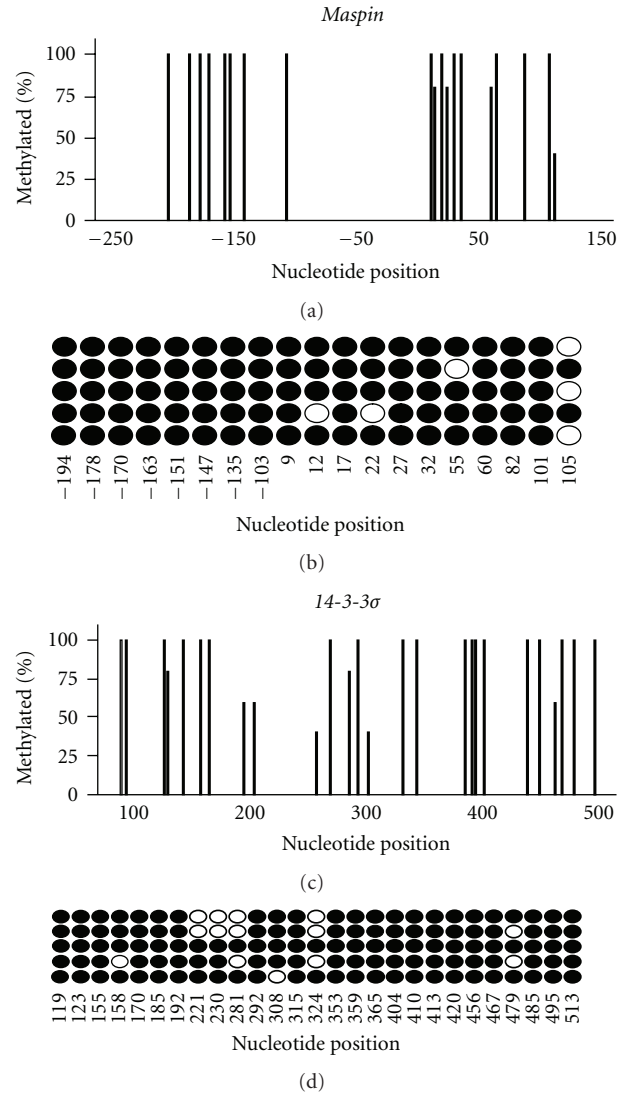 Maspin
100
75
50
25
0
Methylated (%)
−250 −150 −50 50 150
Nucleotide position
(a)
−194 −178 −170 −163 −151 −147 −135 −103 9 12 17 22 27 32 55 60 82 101 105
Nucleotide position
(b)
14-3-3σ
100
75
50
25
0
Methylated (%)
100 200 300 400 500
Nucleotide position
(c)
119 123 155 158 170 185 192 221 230 281 292 308 315 324 353 359 365 404 410 413 420 456 467 479 485 495 513
Nucleotide position
(d)